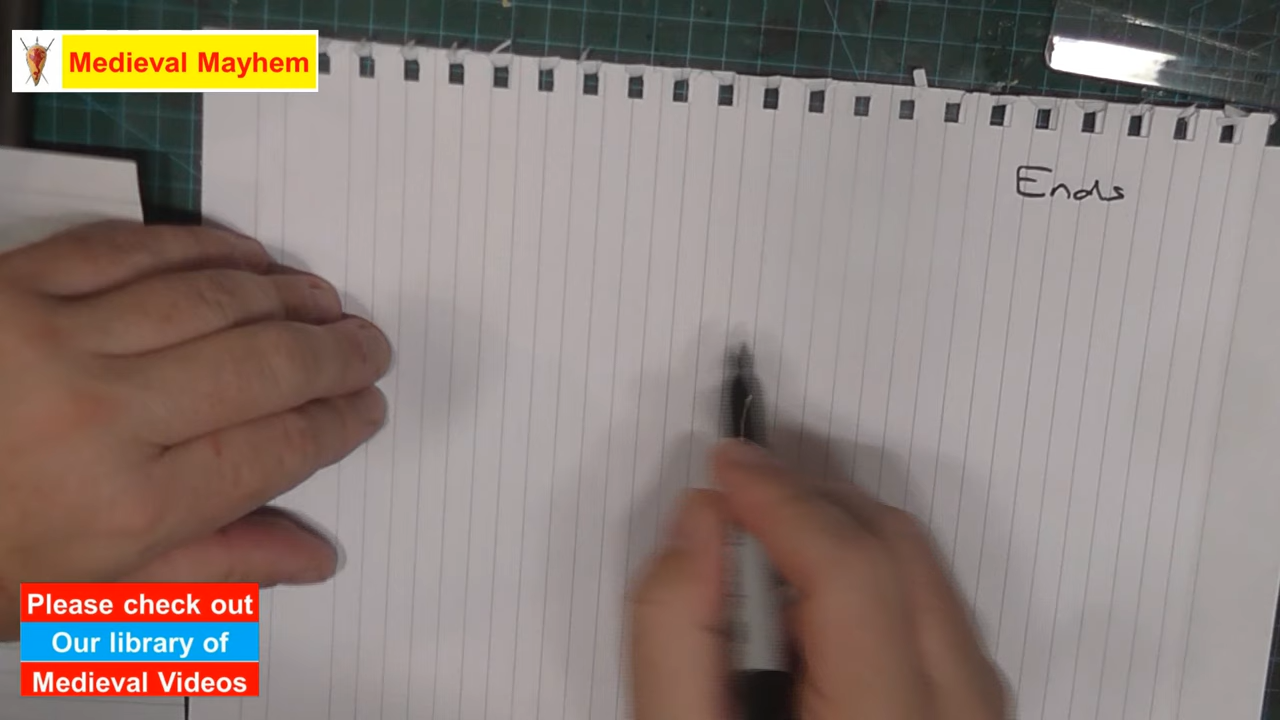 Medieval Mayhem
Ends
Please check out
Our library of
Medieval Videos